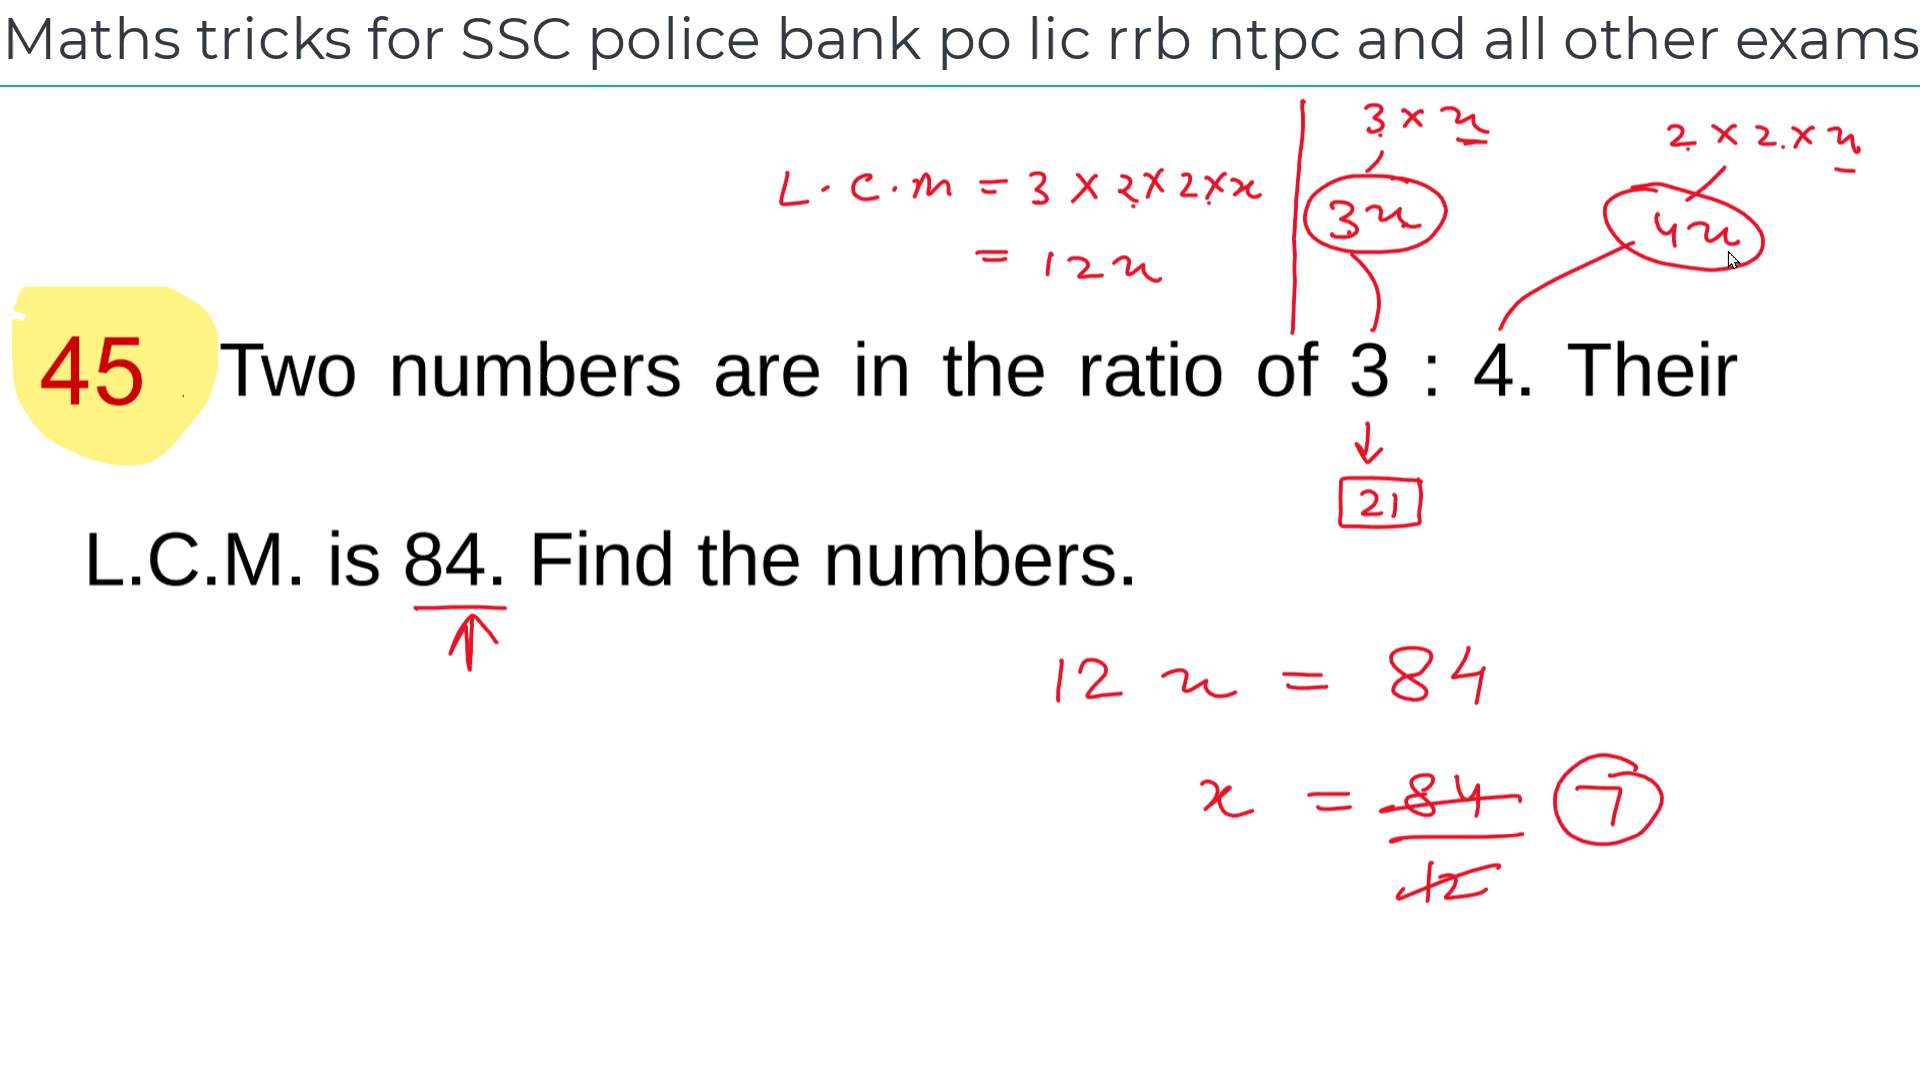 Maths tricks for SSC police bank po lic rrb ntpc and all other exams
3 × x
2 × 2 × x
L.C.M = 3 × 2 × 2 × x
3x
4x
= 12x
45 Two numbers are in the ratio of 3 : 4. Their
21
L.C.M. is 84. Find the numbers.
12 x = 84
x = 84 7
12